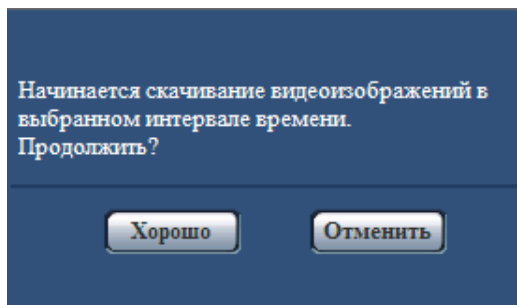 Начинается скачивание видеоизображений в
выбранном интервале времени.
Продолжить?
Хорошо
Отменить